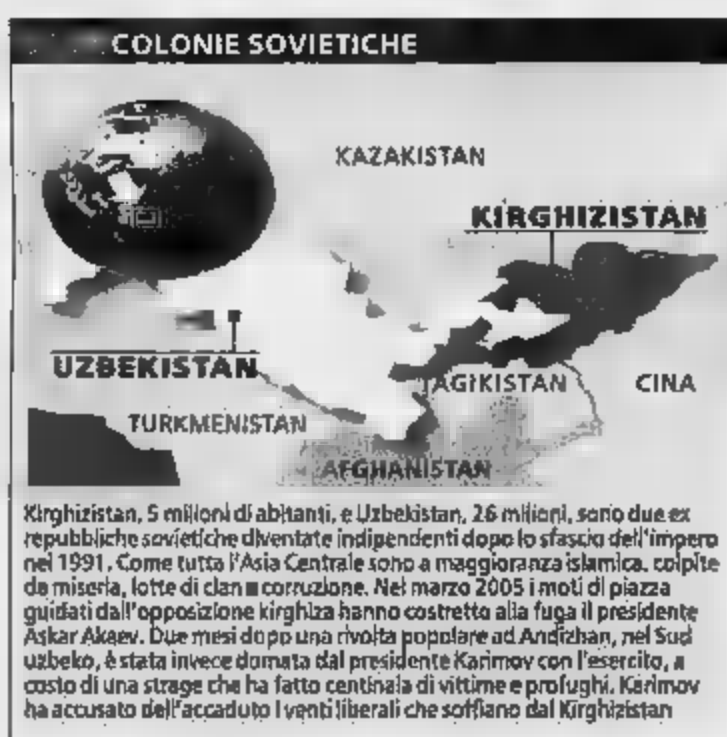 COLONIE SOVIETICHE
KAZAKISTAN
KIRGHIZISTAN
UZBEKISTAN
TAGIKISTAN
CINA
TURKMENISTAN
AFGHANISTAN
Kirghizistan, 5 milioni di abitanti, e Uzbekistan, 26 milioni, sono due ex
repubbliche sovietiche diventate indipendenti dopo lo sfascio dell'impero
nel 1991. Come tutta l'Asia Centrale sono a maggioranza islamica, colpite
da miseria, lotte di clan e corruzione. Nel marzo 2005 i moti di piazza
guidati dall'opposizione kirghiza hanno costretto alla fuga il presidente
Askar Akaev. Due mesi dopo una rivolta popolare ad Andizhan, nel Sud
uzbeko, è stata invece domata dal presidente Karimov con l'esercito, a
costo di una strage che ha fatto centinaia di vittime e profughi. Karimov
ha accusato dell'accaduto i venti liberali che soffiano dal Kirghizistan